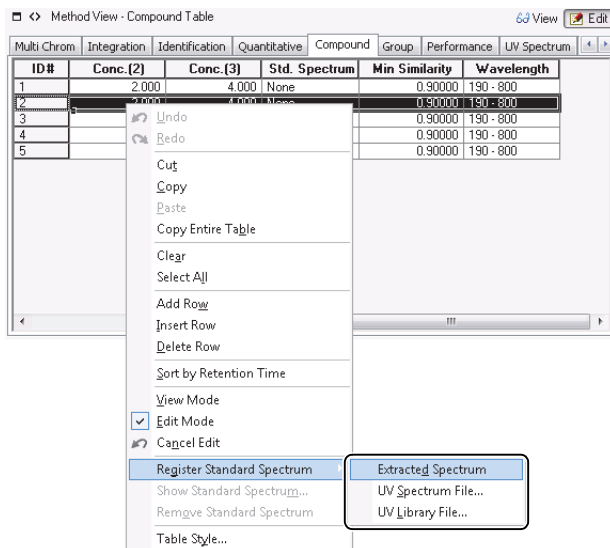 Method View - Compound Table
View Edit
Multi Chrom Integration Identification Quantitative Compound Group Performance UV Spectrum
ID# Conc.(2) Conc.(3) Std. Spectrum Min Similarity Wavelength
1 2.000 4.000 None 0.90000 190 - 800
2 2.000 4.000 None 0.90000 190 - 800
3 0.90000 190 - 800
4 0.90000 190 - 800
5 0.90000 190 - 800
Undo
Redo
Cut
Copy
Paste
Copy Entire Table
Clear
Select All
Add Row
Insert Row
Delete Row
Sort by Retention Time
View Mode
Edit Mode
Cancel Edit
Register Standard Spectrum
Extracted Spectrum
Show Standard Spectrum...
UV Spectrum File...
Remove Standard Spectrum
UV Library File...
Table Style...